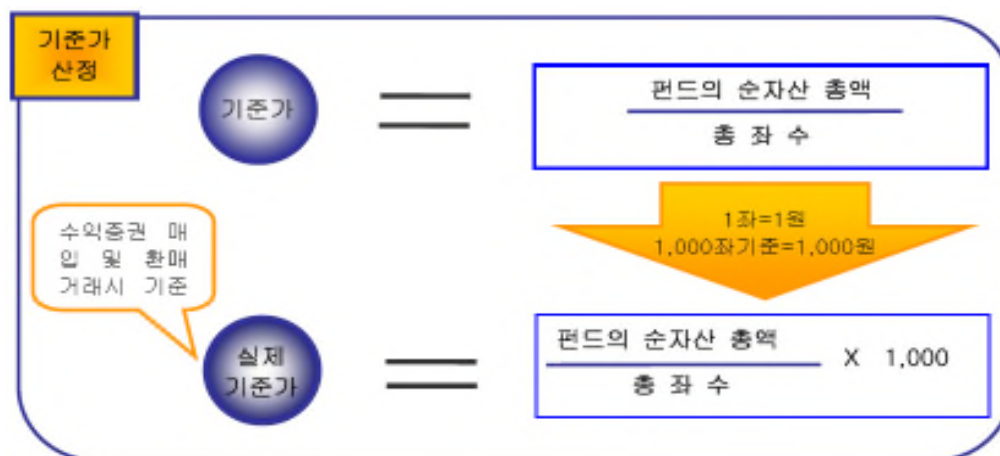 기준가
산정
기준가
펀드의 순자산 총액
총 좌 수
1좌=1원
1,000좌기준=1,000원
수익증권 매
입 및 환매
거래시 기준
실제
기준가
펀드의 순자산 총액
총 좌 수
X 1,000